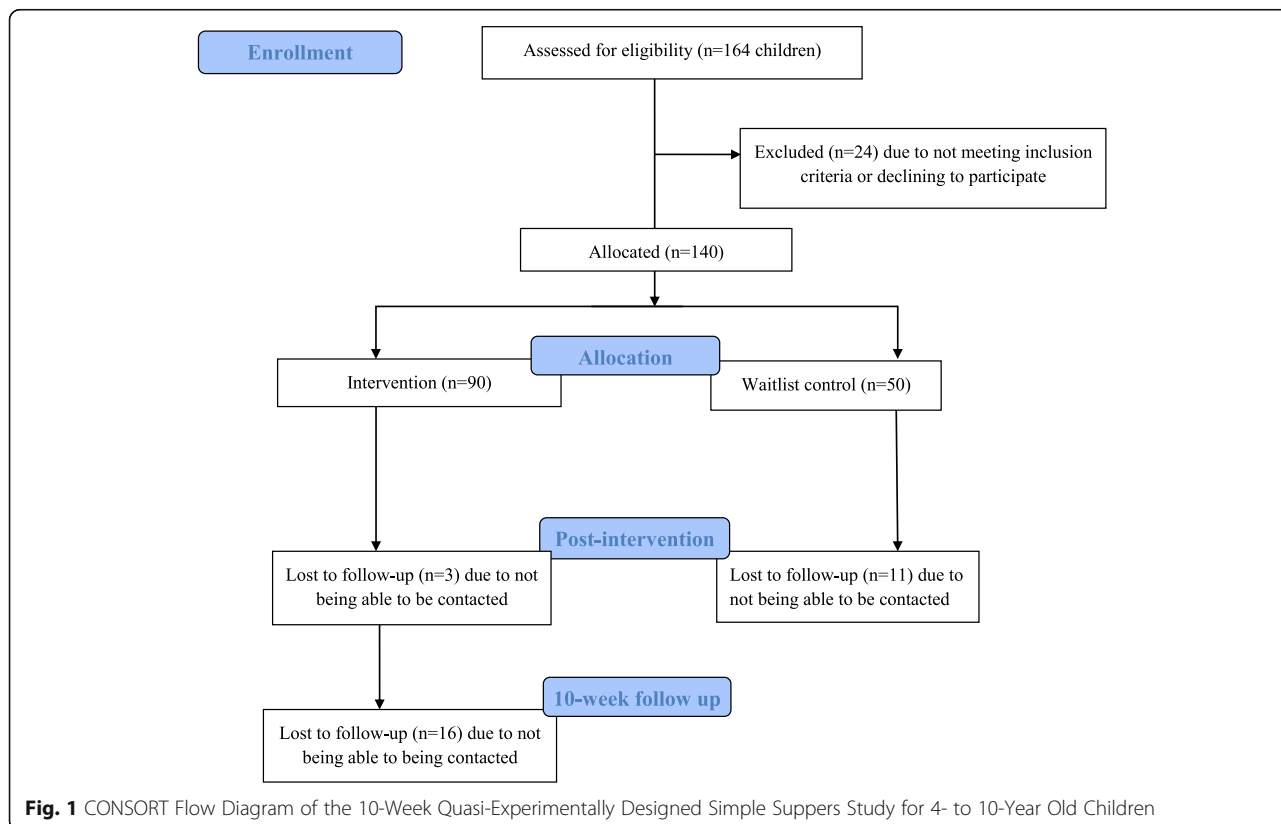 Enrollment
Assessed for eligibility (n=164 children)
Excluded (n=24) due to not meeting inclusion
criteria or declining to participate
Allocated (n=140)
Allocation
Intervention (n=90)
Waitlist control (n=50)
Post-intervention
Lost to follow-up (n=3) due to not
being able to be contacted
Lost to follow-up (n=11) due to
not being able to be contacted
10-week follow up
Lost to follow-up (n=16) due to not
being able to being contacted
Fig. 1 CONSORT Flow Diagram of the 10-Week Quasi-Experimentally Designed Simple Suppers Study for 4- to 10-Year Old Children